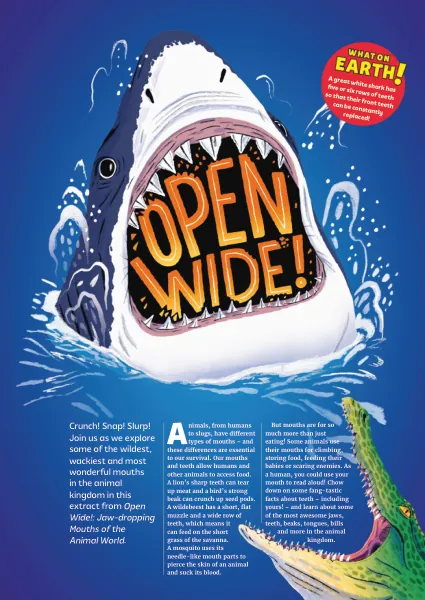 WHAT ON
EARTH!
A great white shark has
five or six rows of teeth
so that their front teeth
can be constantly
replaced!
OPEN
WIDE!
Crunch! Snap! Slurp!
Join us as we explore
some of the wildest,
wackiest and most
wonderful mouths
in the animal
kingdom in this
extract from Open
Wide!: Jaw-dropping
Mouths of the
Animal World.
Animals, from humans
to slugs, have different
types of mouths – and
these differences are essential
to our survival. Our mouths
and teeth allow humans and
other animals to access food.
A lion's sharp teeth can tear
up meat and a bird's strong
beak can crunch up seed pods.
A wildebeest has a short, flat
muzzle and a wide row of
teeth, which means it
can feed on the short
grass of the savanna.
A mosquito uses its
needle-like mouth parts to
pierce the skin of an animal
and suck its blood.
But mouths are for so
much more than just
eating! Some animals use
their mouths for climbing,
storing food, feeding their
babies or scaring enemies. As
a human, you could use your
mouth to read aloud! Chow
down on some fang-tastic
facts about teeth – including
yours! – and learn about some
of the most awesome jaws,
teeth, beaks, tongues, bills
and more in the animal
kingdom.